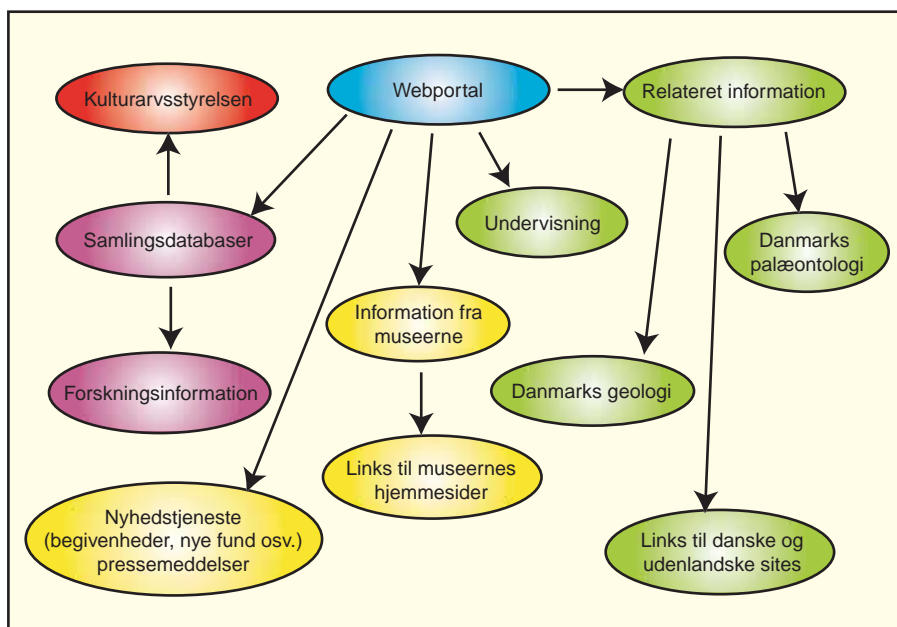 Kulturarvsstyrelsen
Webportal
Relateret information
Samlingsdatabaser
Undervisning
Danmarks
palæontologi
Information fra
museerne
Forskningsinformation
Danmarks geologi
Links til museernes
hjemmesider
Nyhedstjeneste
(begivenheder, nye fund osv.)
pressemeddelser
Links til danske og
udenlandske sites